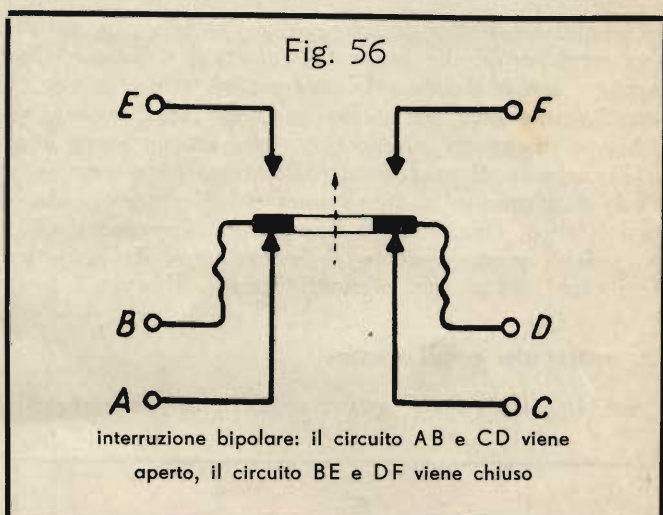 Fig. 56
E F
B D
A C
interruzione bipolare: il circuito AB e CD viene
aperto, il circuito BE e DF viene chiuso